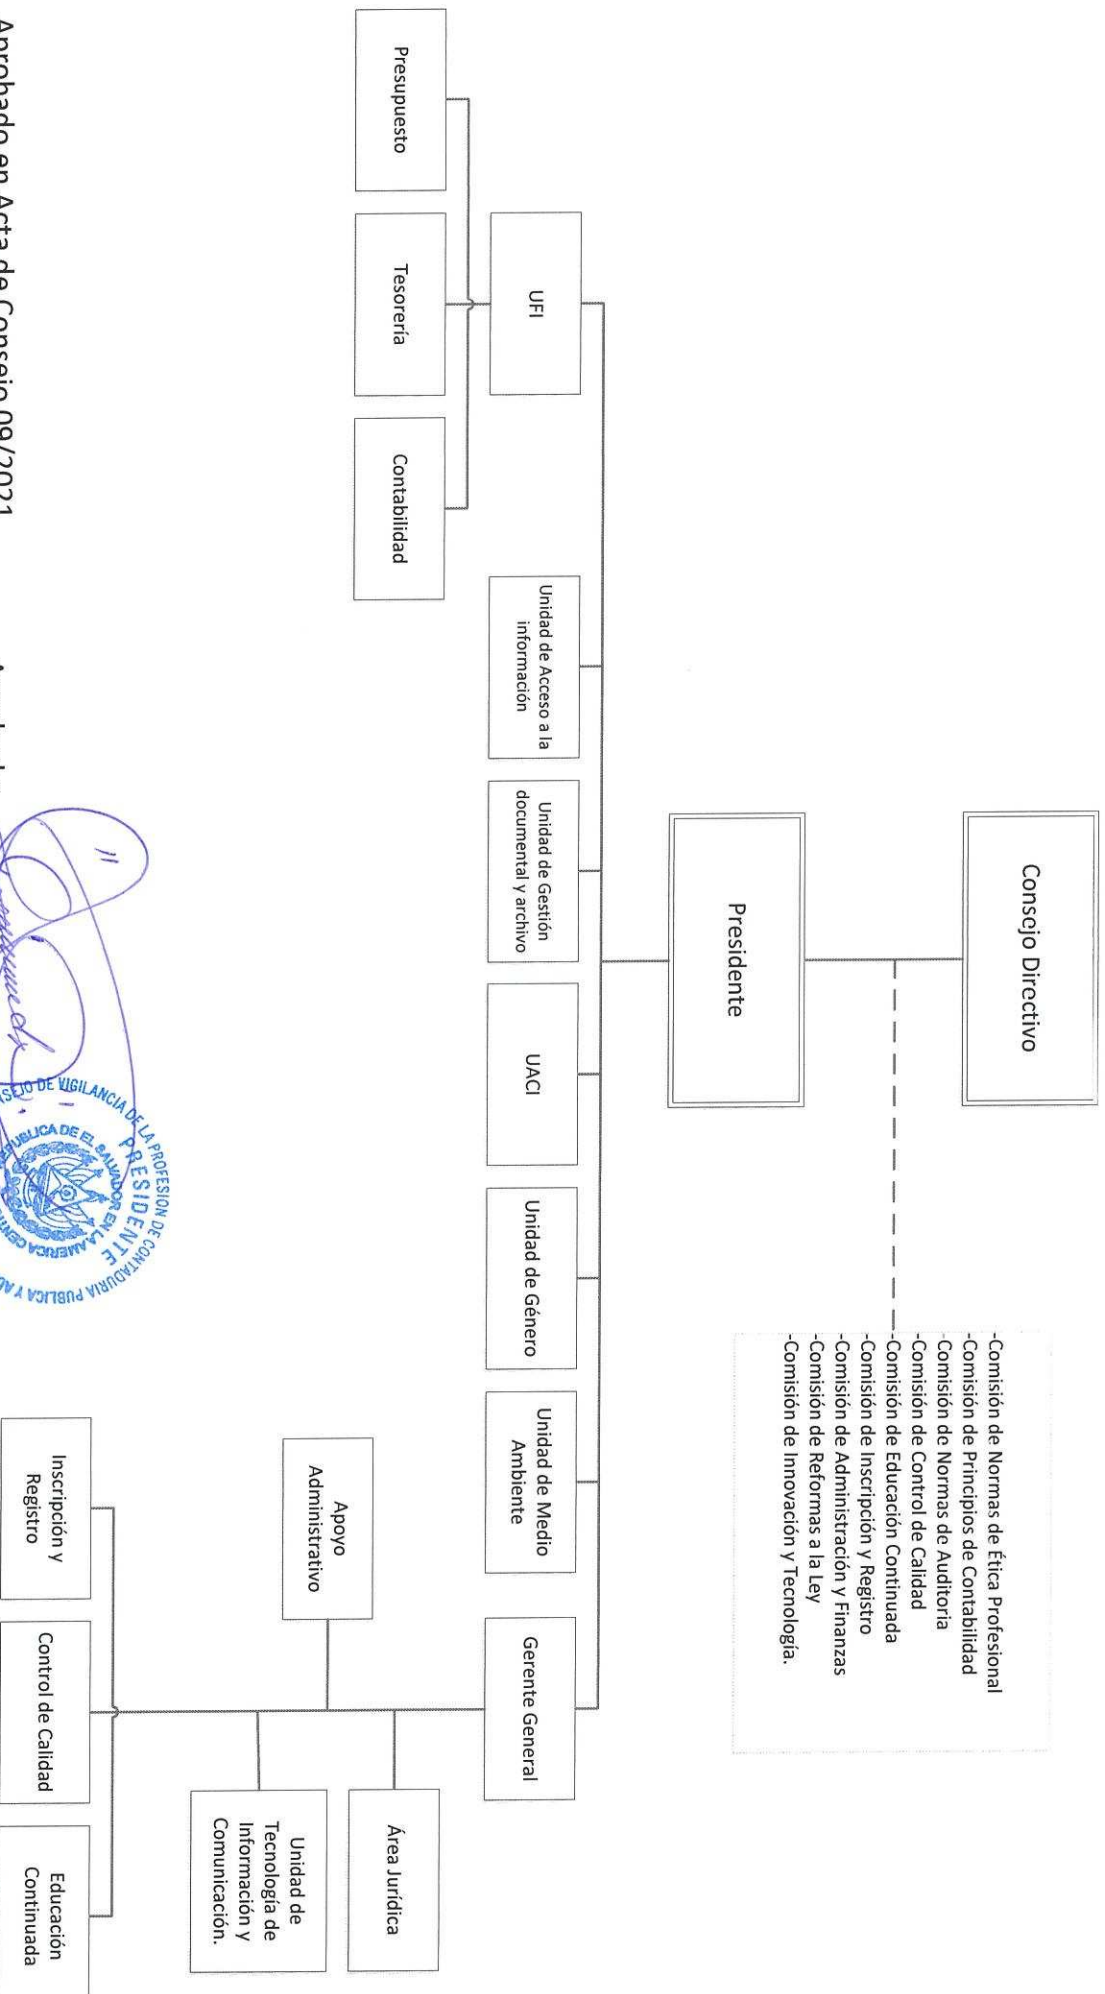 Consejo Directivo
-Comisión de Normas de Ética Profesional
-Comisión de Principios de Contabilidad
-Comisión de Normas de Auditoria
-Comisión de Control de Calidad
-Comisión de Educación Continuada
-Comisión de Inscripción y Registro
-Comisión de Administración y Finanzas
-Comisión de Reformas a la Ley
-Comisión de Innovación y Tecnología.
Presidente
UFI
Unidad de Acceso a la
información
Unidad de Gestión
documental y archivo
UACI
Unidad de Género
Unidad de Medio
Ambiente
Gerente General
Presupuesto
Tesorería
Contabilidad
Área Jurídica
Apoyo
Administrativo
Unidad de
Tecnología de
Información y
Comunicación.
Inscripción y
Registro
Control de Calidad
Educación
Continuada
Aprobado en Acta de Consejo 09/2021
DE VIGILANCIA DE LA PROFESION DE CONTADURIA PUBLICA Y
PRESIDENTE
DE EL SALVADOR EN LA AMERICA